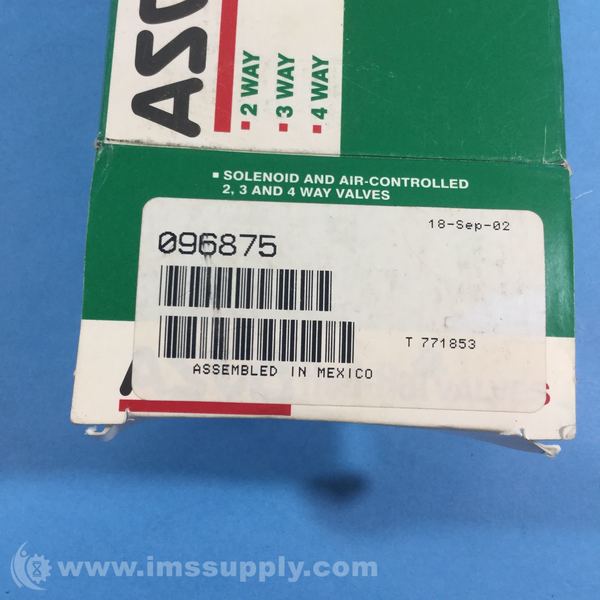 2 WAY
3 WAY
4 WAY
SOLENOID AND AIR-CONTROLLED
2, 3 AND 4 WAY VALVES
18-Sep-02
096875
T 771853
ASSEMBLED IN MEXICO
www.imssupply.com